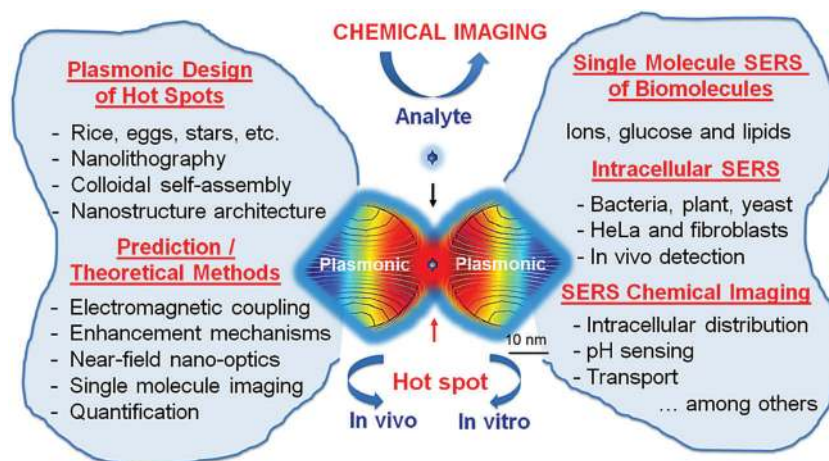 Plasmonic Design
of Hot Spots
- Rice, eggs, stars, etc.
- Nanolithography
- Colloidal self-assembly
- Nanostructure architecture
Prediction /
Theoretical Methods
- Electromagnetic coupling
- Enhancement mechanisms
- Near-field nano-optics
- Single molecule imaging
- Quantification
CHEMICAL IMAGING
Analyte
Plasmonic
Plasmonic
10 nm
Hot spot
In vivo
In vitro
Single Molecule SERS
of Biomolecules
Ions, glucose and lipids
Intracellular SERS
- Bacteria, plant, yeast
- HeLa and fibroblasts
- In vivo detection
SERS Chemical Imaging
- Intracellular distribution
- pH sensing
- Transport
... among others